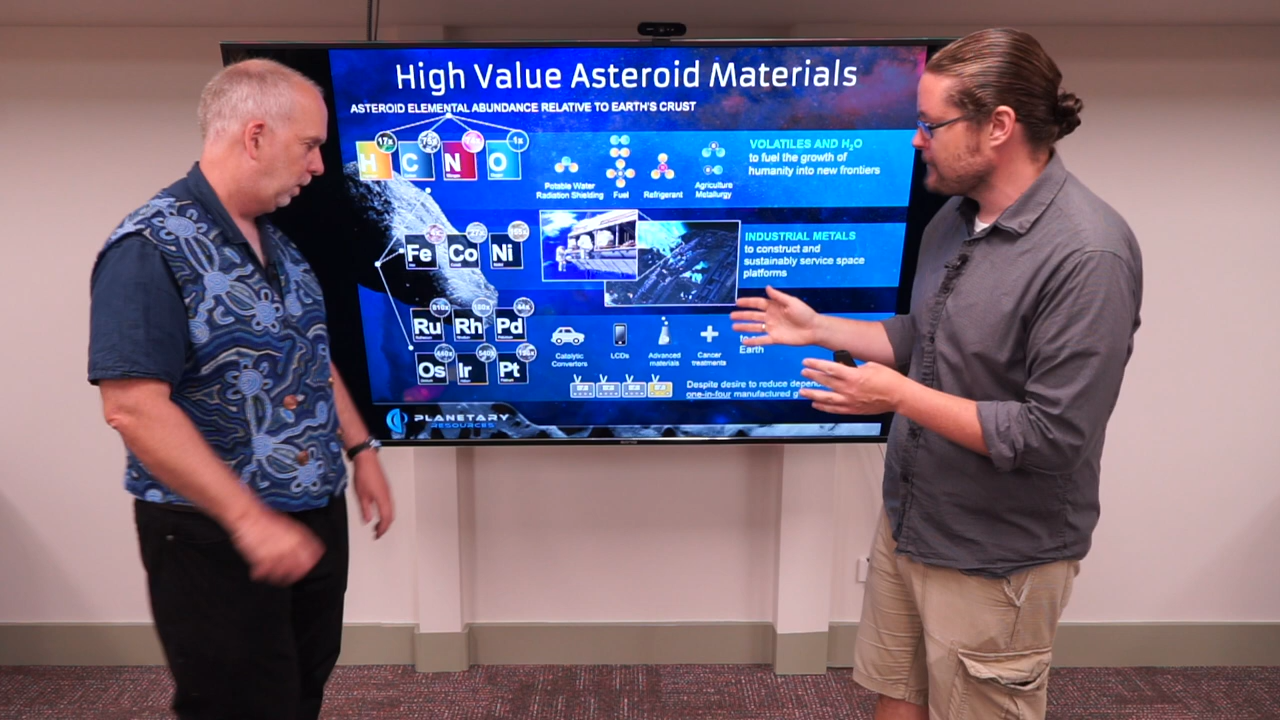 High Value Asteroid Materials
ASTEROID ELEMENTAL ABUNDANCE RELATIVE TO EARTH'S CRUST
17x
H C N O
VOLATILES AND H₂O
to fuel the growth of
humanity into new frontiers
Potable Water
Radiation Shielding
Fuel
Refrigerant
Agriculture
Metallurgy
Fe Co Ni
INDUSTRIAL METALS
to construct and
sustainably service space
platforms
Ru Rh Pd
Os Ir Pt
Catalytic
Convertors
LCDs
Advanced
materials
Cancer
treatments
Earth
Despite desire to reduce
one-in-four manufactured
PLANETARY
RESOURCES